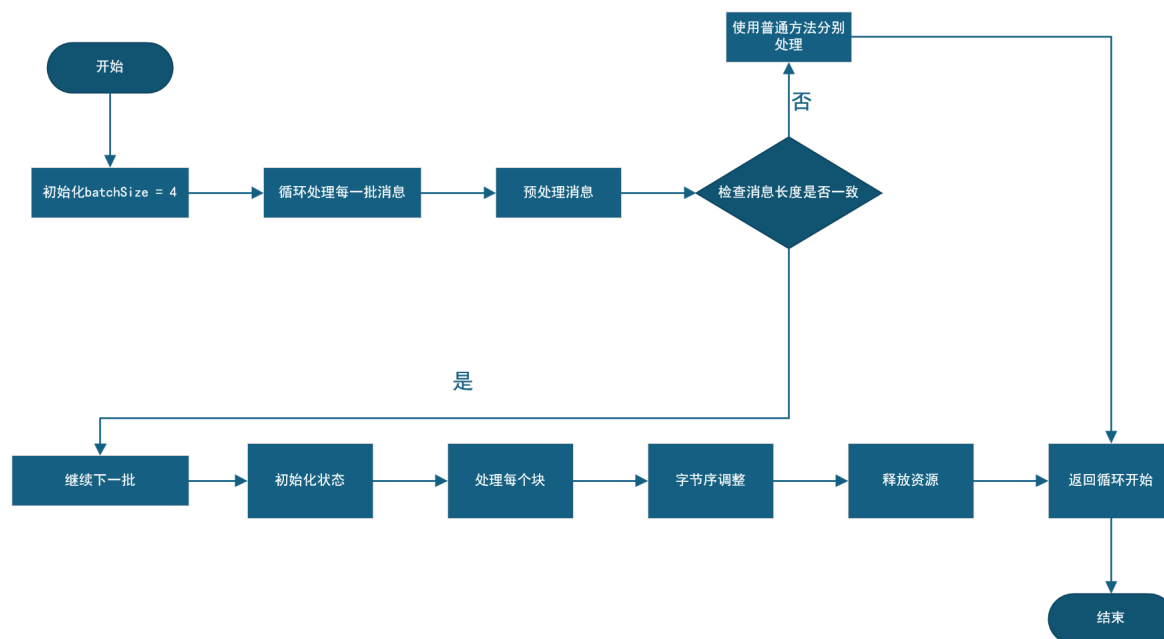 开始
初始化batchSize = 4
循环处理每一批消息
预处理消息
检查消息长度是否一致
否
使用普通方法分别
处理
是
继续下一批
初始化状态
处理每个块
字节序调整
释放资源
返回循环开始
结束